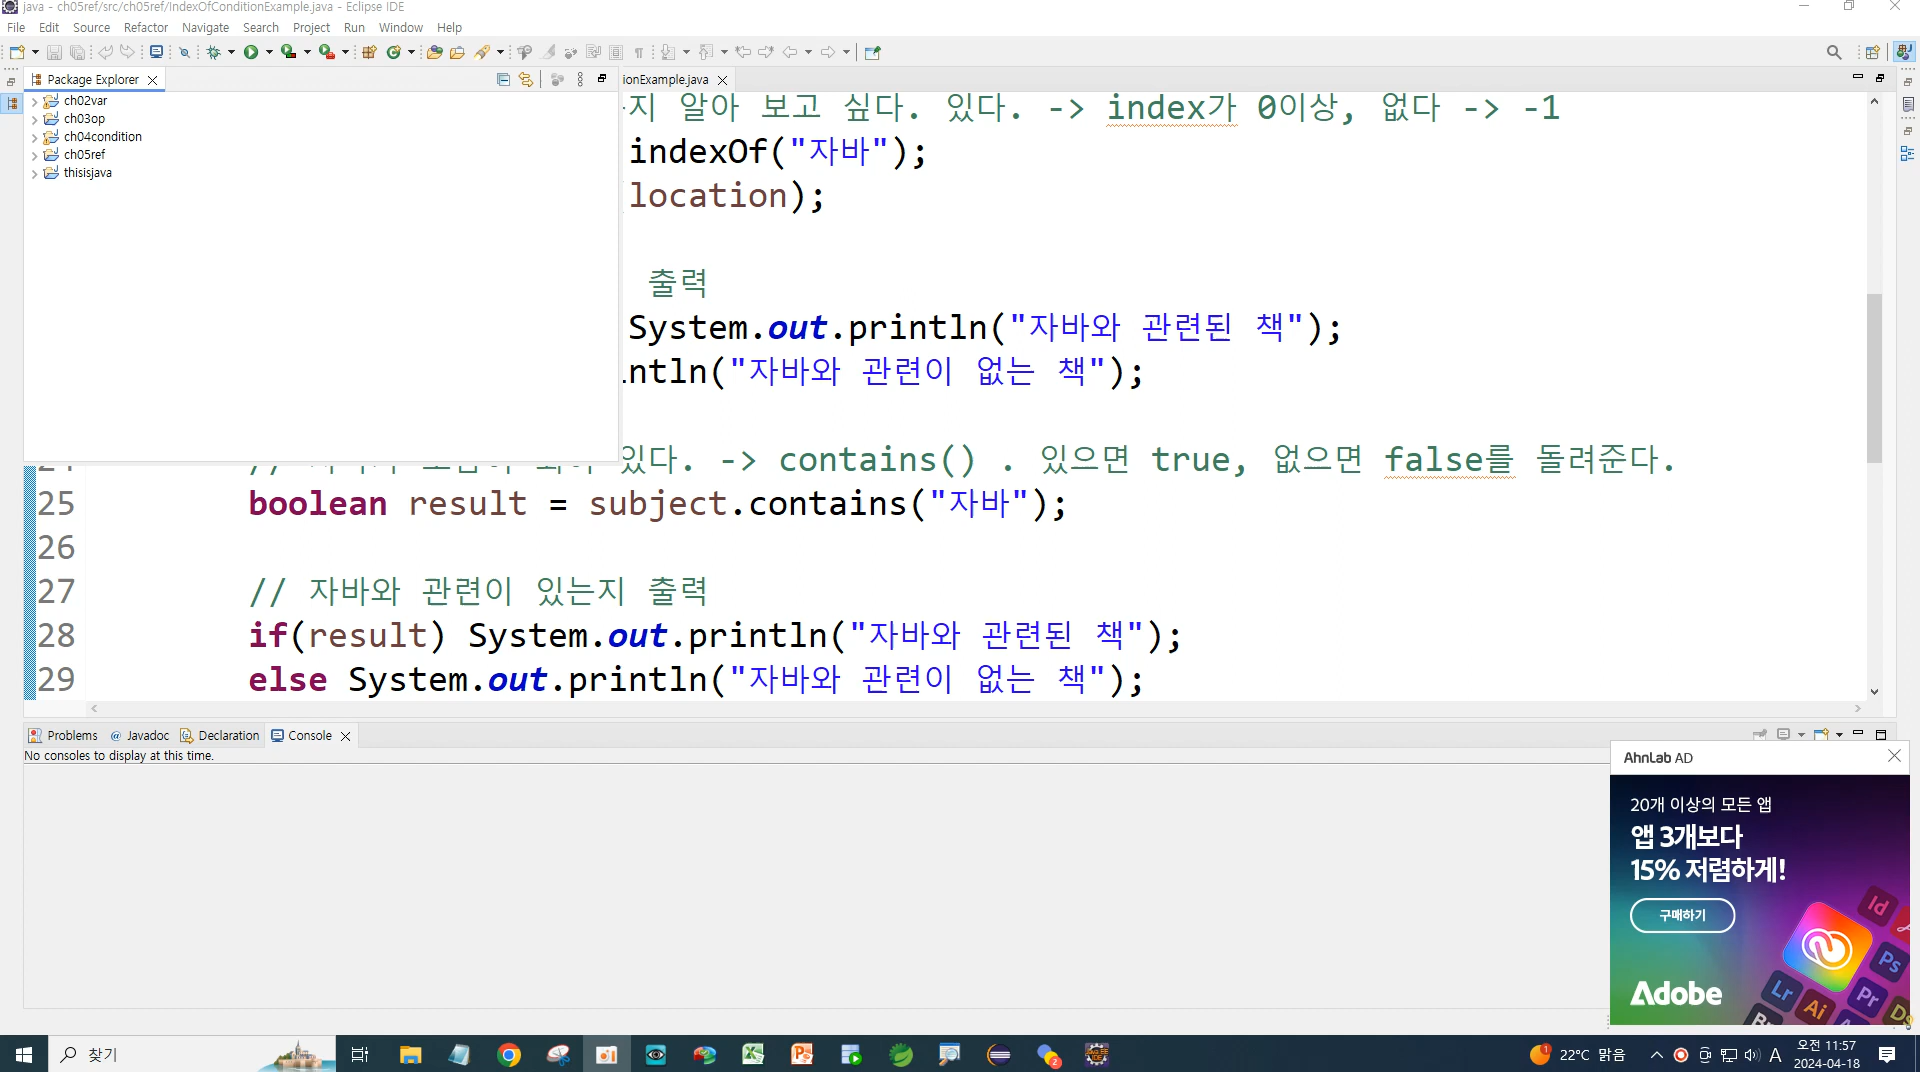 java - ch05ref/src/ch05ref/IndexOfConditionExample.java - Eclipse IDE
File Edit Source Refactor Navigate Search Project Run Window Help
Package Explorer
ionExample.java
ch02var
ch03op
ch04condition
ch05ref
thisisjava
지 알아 보고 싶다. 있다. -> index가 0이상, 없다 -> -1
indexOf("자바");
location);
출력
System.out.println("자바와 관련된 책");
ntln("자바와 관련이 없는 책");
있다. -> contains() . 있으면 true, 없으면 false를 돌려준다.
25 boolean result = subject.contains("자바");
26
27 // 자바와 관련이 있는지 출력
28 if(result) System.out.println("자바와 관련된 책");
29 else System.out.println("자바와 관련이 없는 책");
Problems @ Javadoc Declaration Console
No consoles to display at this time.
AhnLab AD
20개 이상의 모든 앱
앱 3개보다
15% 저렴하게!
구매하기
Id
Ps
Lr
Ai
Pr
Adobe
찾기
22°C 맑음
A
오전 11:57
2024-04-18